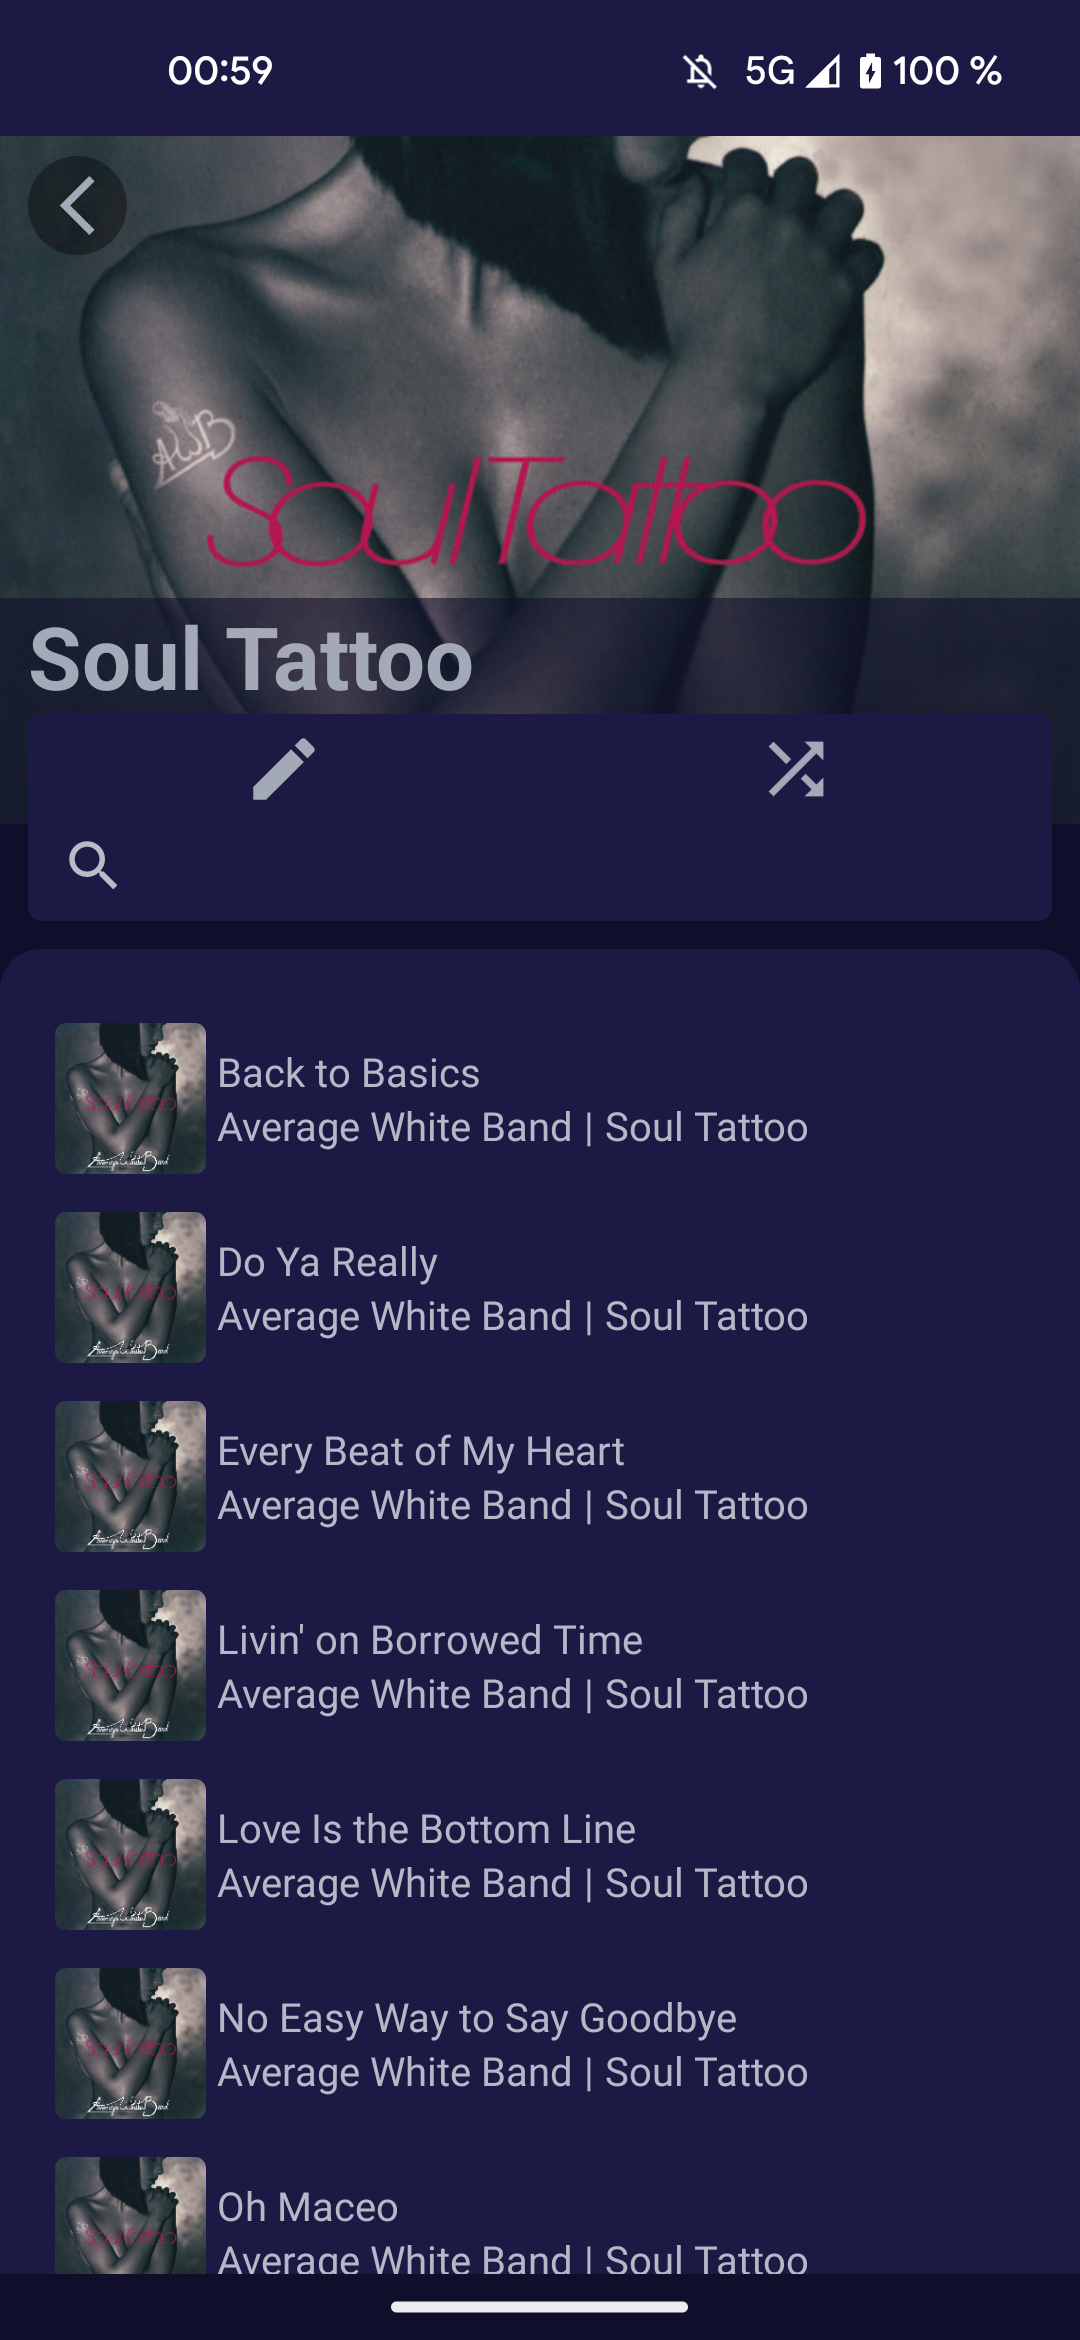 00:59
5G 100 %
AWB
Soul Tattoo
Soul Tattoo
Back to Basics
Average White Band | Soul Tattoo
Do Ya Really
Average White Band | Soul Tattoo
Every Beat of My Heart
Average White Band | Soul Tattoo
Livin' on Borrowed Time
Average White Band | Soul Tattoo
Love Is the Bottom Line
Average White Band | Soul Tattoo
No Easy Way to Say Goodbye
Average White Band | Soul Tattoo
Oh Maceo
Average White Band | Soul Tattoo